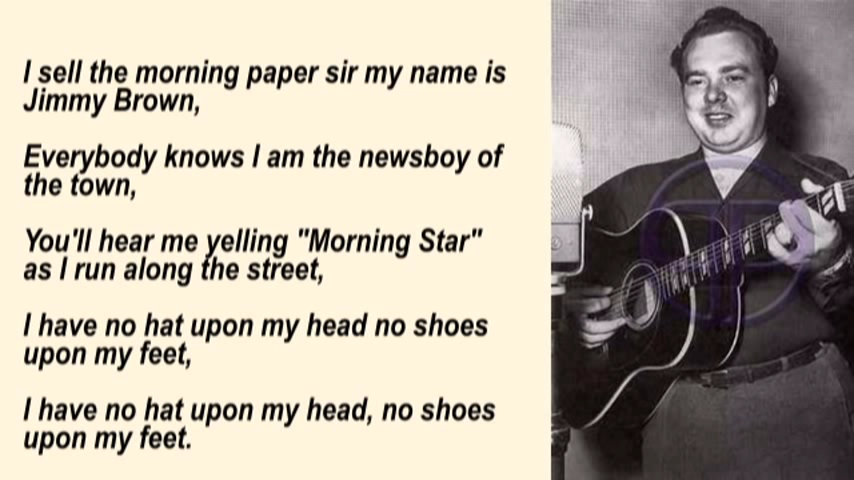 I sell the morning paper sir my name is
Jimmy Brown,
Everybody knows I am the newsboy of
the town,
You'll hear me yelling "Morning Star"
as I run along the street,
I have no hat upon my head no shoes
upon my feet,
I have no hat upon my head, no shoes
upon my feet.